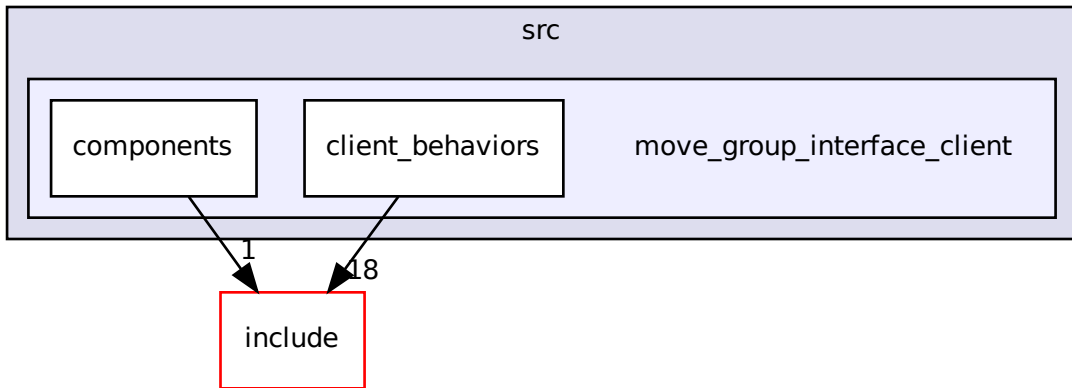 src
components
client_behaviors
move_group_interface_client
1
18
include